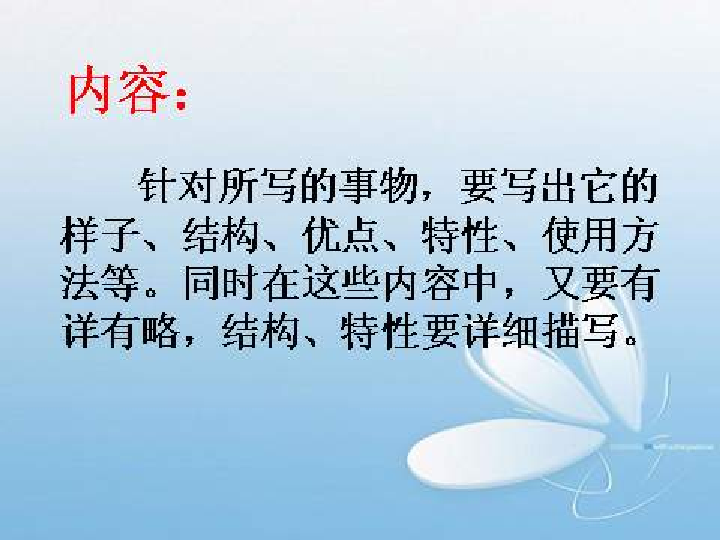 内容：
针对所写的事物，要写出它的
样子、结构、优点、特性、使用方
法等。同时在这些内容中，又要有
详有略，结构、特性要详细描写。